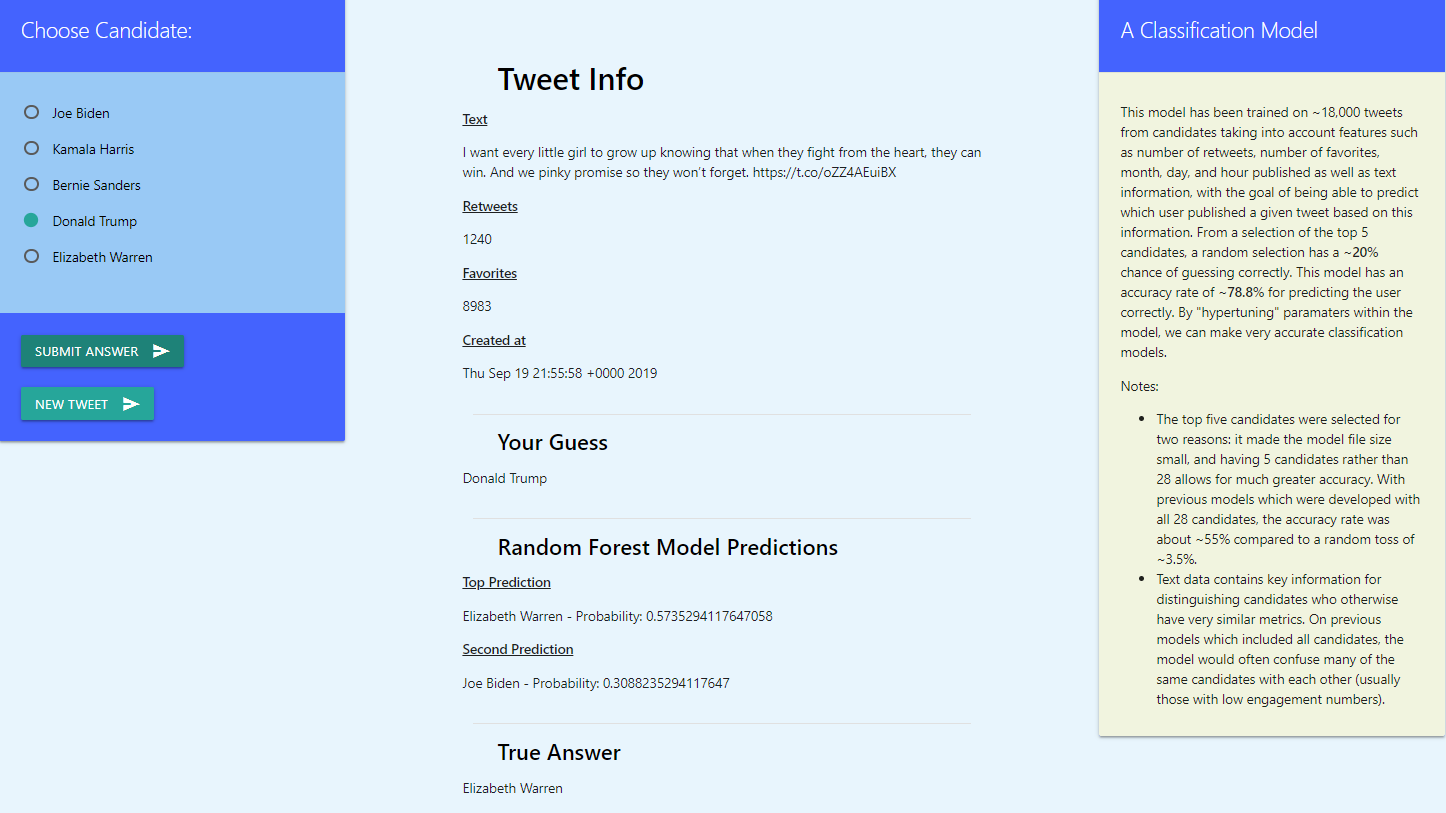 Choose Candidate:
Joe Biden
Kamala Harris
Bernie Sanders
Donald Trump
Elizabeth Warren
SUBMIT ANSWER
NEW TWEET
Tweet Info
Text
I want every little girl to grow up knowing that when they fight from the heart, they can
win. And we pinky promise so they won’t forget. https://t.co/oZZ4AEuiBX
Retweets
1240
Favorites
8983
Created at
Thu Sep 19 21:55:58 +0000 2019
Your Guess
Donald Trump
Random Forest Model Predictions
Top Prediction
Elizabeth Warren - Probability: 0.5735294117647058
Second Prediction
Joe Biden - Probability: 0.3088235294117647
True Answer
Elizabeth Warren
A Classification Model
This model has been trained on ~18,000 tweets
from candidates taking into account features such
as number of retweets, number of favorites,
month, day, and hour published as well as text
information, with the goal of being able to predict
which user published a given tweet based on this
information. From a selection of the top 5
candidates, a random selection has a ~20%
chance of guessing correctly. This model has an
accuracy rate of ~78.8% for predicting the user
correctly. By "hypertuning" paramaters within the
model, we can make very accurate classification
models.
Notes:
• The top five candidates were selected for
two reasons: it made the model file size
small, and having 5 candidates rather than
28 allows for much greater accuracy. With
previous models which were developed with
all 28 candidates, the accuracy rate was
about ~55% compared to a random toss of
~3.5%.
• Text data contains key information for
distinguishing candidates who otherwise
have very similar metrics. On previous
models which included all candidates, the
model would often confuse many of the
same candidates with each other (usually
those with low engagement numbers).